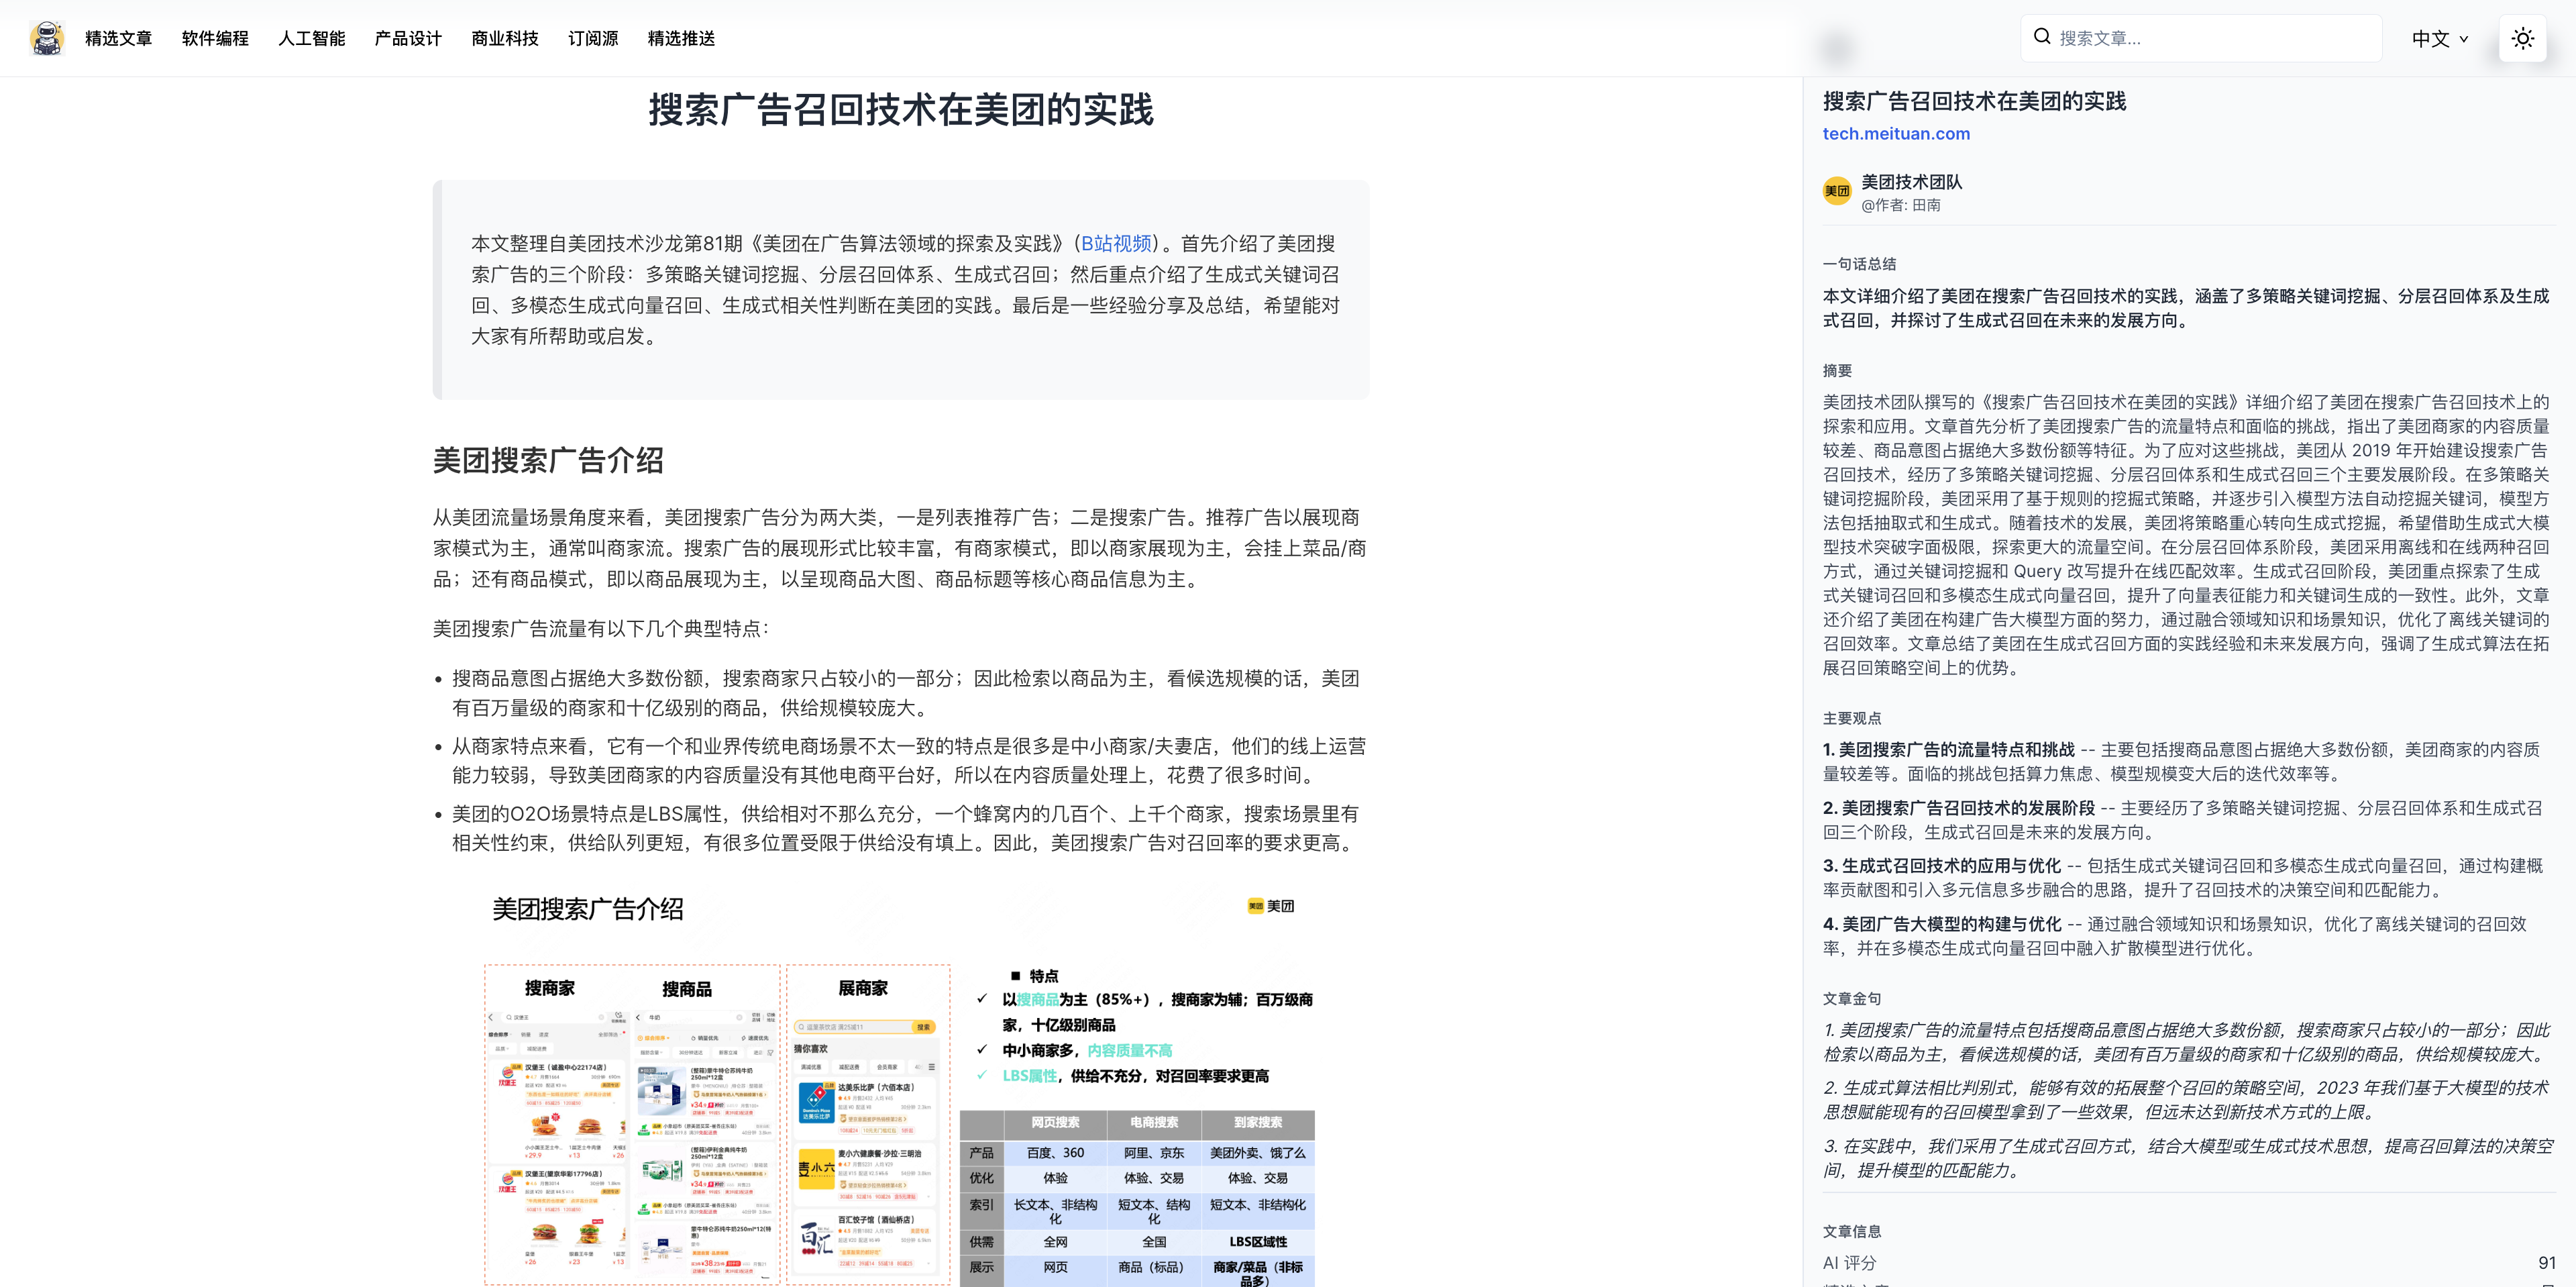 精选文章 软件编程 人工智能 产品设计 商业科技 订阅源 精选推送
搜索文章...
中文
搜索广告召回技术在美团的实践
本文整理自美团技术沙龙第81期《美团在广告算法领域的探索及实践》（B站视频）。首先介绍了美团搜
索广告的三个阶段：多策略关键词挖掘、分层召回体系、生成式召回；然后重点介绍了生成式关键词召
回、多模态生成式向量召回、生成式相关性判断在美团的实践。最后是一些经验分享及总结，希望能对
大家有所帮助或启发。
美团搜索广告介绍
从美团流量场景角度来看，美团搜索广告分为两大类，一是列表推荐广告；二是搜索广告。推荐广告以展现商
家模式为主，通常叫商家流。搜索广告的展现形式比较丰富，有商家模式，即以商家展现为主，会挂上菜品/商
品；还有商品模式，即以商品展现为主，以呈现商品大图、商品标题等核心商品信息为主。
美团搜索广告流量有以下几个典型特点：
• 搜商品意图占据绝大多数份额，搜索商家只占较小的一部分；因此检索以商品为主，看候选规模的话，美团
有百万量级的商家和十亿级别的商品，供给规模较庞大。
• 从商家特点来看，它有一个和业界传统电商场景不太一致的特点是很多是中小商家/夫妻店，他们的线上运营
能力较弱，导致美团商家的内容质量没有其他电商平台好，所以在内容质量处理上，花费了很多时间。
• 美团的O2O场景特点是LBS属性，供给相对不那么充分，一个蜂窝内的几百个、上千个商家，搜索场景里有
相关性约束，供给队列更短，有很多位置受限于供给没有填上。因此，美团搜索广告对召回率的要求更高。
美团搜索广告介绍
美团 美团
搜商家
搜商品
展商家
汉堡王
牛奶
搜索
猜你喜欢
汉堡王（诚盈中心22174店）
汉堡王(肇京华彩17796店)
达美乐比萨（六佰本店）
麦小六健康餐·沙拉·三明治
百汇饺子馆（酒仙桥店）
■ 特点
✓ 以搜商品为主（85%+），搜商家为辅；百万级商
家，十亿级别商品
✓ 中小商家多，内容质量不高
✓ LBS属性，供给不充分，对召回率要求更高
网页搜索 电商搜索 到家搜索
产品 百度、360 阿里、京东 美团外卖、饿了么
优化 体验 体验、交易 体验、交易
索引 长文本、非结构化 短文本、结构化 短文本、非结构化
供需 全网 全国 LBS区域性
展示 网页 商品（标品） 商家/菜品（非标品多）
搜索广告召回技术在美团的实践
tech.meituan.com
美团
美团技术团队
@作者: 田南
一句话总结
本文详细介绍了美团在搜索广告召回技术的实践，涵盖了多策略关键词挖掘、分层召回体系及生成
式召回，并探讨了生成式召回在未来的发展方向。
摘要
美团技术团队撰写的《搜索广告召回技术在美团的实践》详细介绍了美团在搜索广告召回技术上的
探索和应用。文章首先分析了美团搜索广告的流量特点和面临的挑战，指出了美团商家的内容质量
较差、商品意图占据绝大多数份额等特征。为了应对这些挑战，美团从 2019 年开始建设搜索广告
召回技术，经历了多策略关键词挖掘、分层召回体系和生成式召回三个主要发展阶段。在多策略关
键词挖掘阶段，美团采用了基于规则的挖掘式策略，并逐步引入模型方法自动挖掘关键词，模型方
法包括抽取式和生成式。随着技术的发展，美团将策略重心转向生成式挖掘，希望借助生成式大模
型技术突破字面极限，探索更大的流量空间。在分层召回体系阶段，美团采用离线和在线两种召回
方式，通过关键词挖掘和 Query 改写提升在线匹配效率。生成式召回阶段，美团重点探索了生成
式关键词召回和多模态生成式向量召回，提升了向量表征能力和关键词生成的一致性。此外，文章
还介绍了美团在构建广告大模型方面的努力，通过融合领域知识和场景知识，优化了离线关键词的
召回效率。文章总结了美团在生成式召回方面的实践经验和未来发展方向，强调了生成式算法在拓
展召回策略空间上的优势。
主要观点
1. 美团搜索广告的流量特点和挑战 -- 主要包括搜商品意图占据绝大多数份额，美团商家的内容质
量较差等。面临的挑战包括算力焦虑、模型规模变大后的迭代效率等。
2. 美团搜索广告召回技术的发展阶段 -- 主要经历了多策略关键词挖掘、分层召回体系和生成式召
回三个阶段，生成式召回是未来的发展方向。
3. 生成式召回技术的应用与优化 -- 包括生成式关键词召回和多模态生成式向量召回，通过构建概
率贡献图和引入多元信息多步融合的思路，提升了召回技术的决策空间和匹配能力。
4. 美团广告大模型的构建与优化 -- 通过融合领域知识和场景知识，优化了离线关键词的召回效
率，并在多模态生成式向量召回中融入扩散模型进行优化。
文章金句
1. 美团搜索广告的流量特点包括搜商品意图占据绝大多数份额，搜索商家只占较小的一部分；因此
检索以商品为主，看候选规模的话，美团有百万量级的商家和十亿级别的商品，供给规模较庞大。
2. 生成式算法相比判别式，能够有效的拓展整个召回的策略空间，2023 年我们基于大模型的技术
思想赋能现有的召回模型拿到了一些效果，但远未达到新技术方式的上限。
3. 在实践中，我们采用了生成式召回方式，结合大模型或生成式技术思想，提高召回算法的决策空
间，提升模型的匹配能力。
文章信息
AI 评分 91